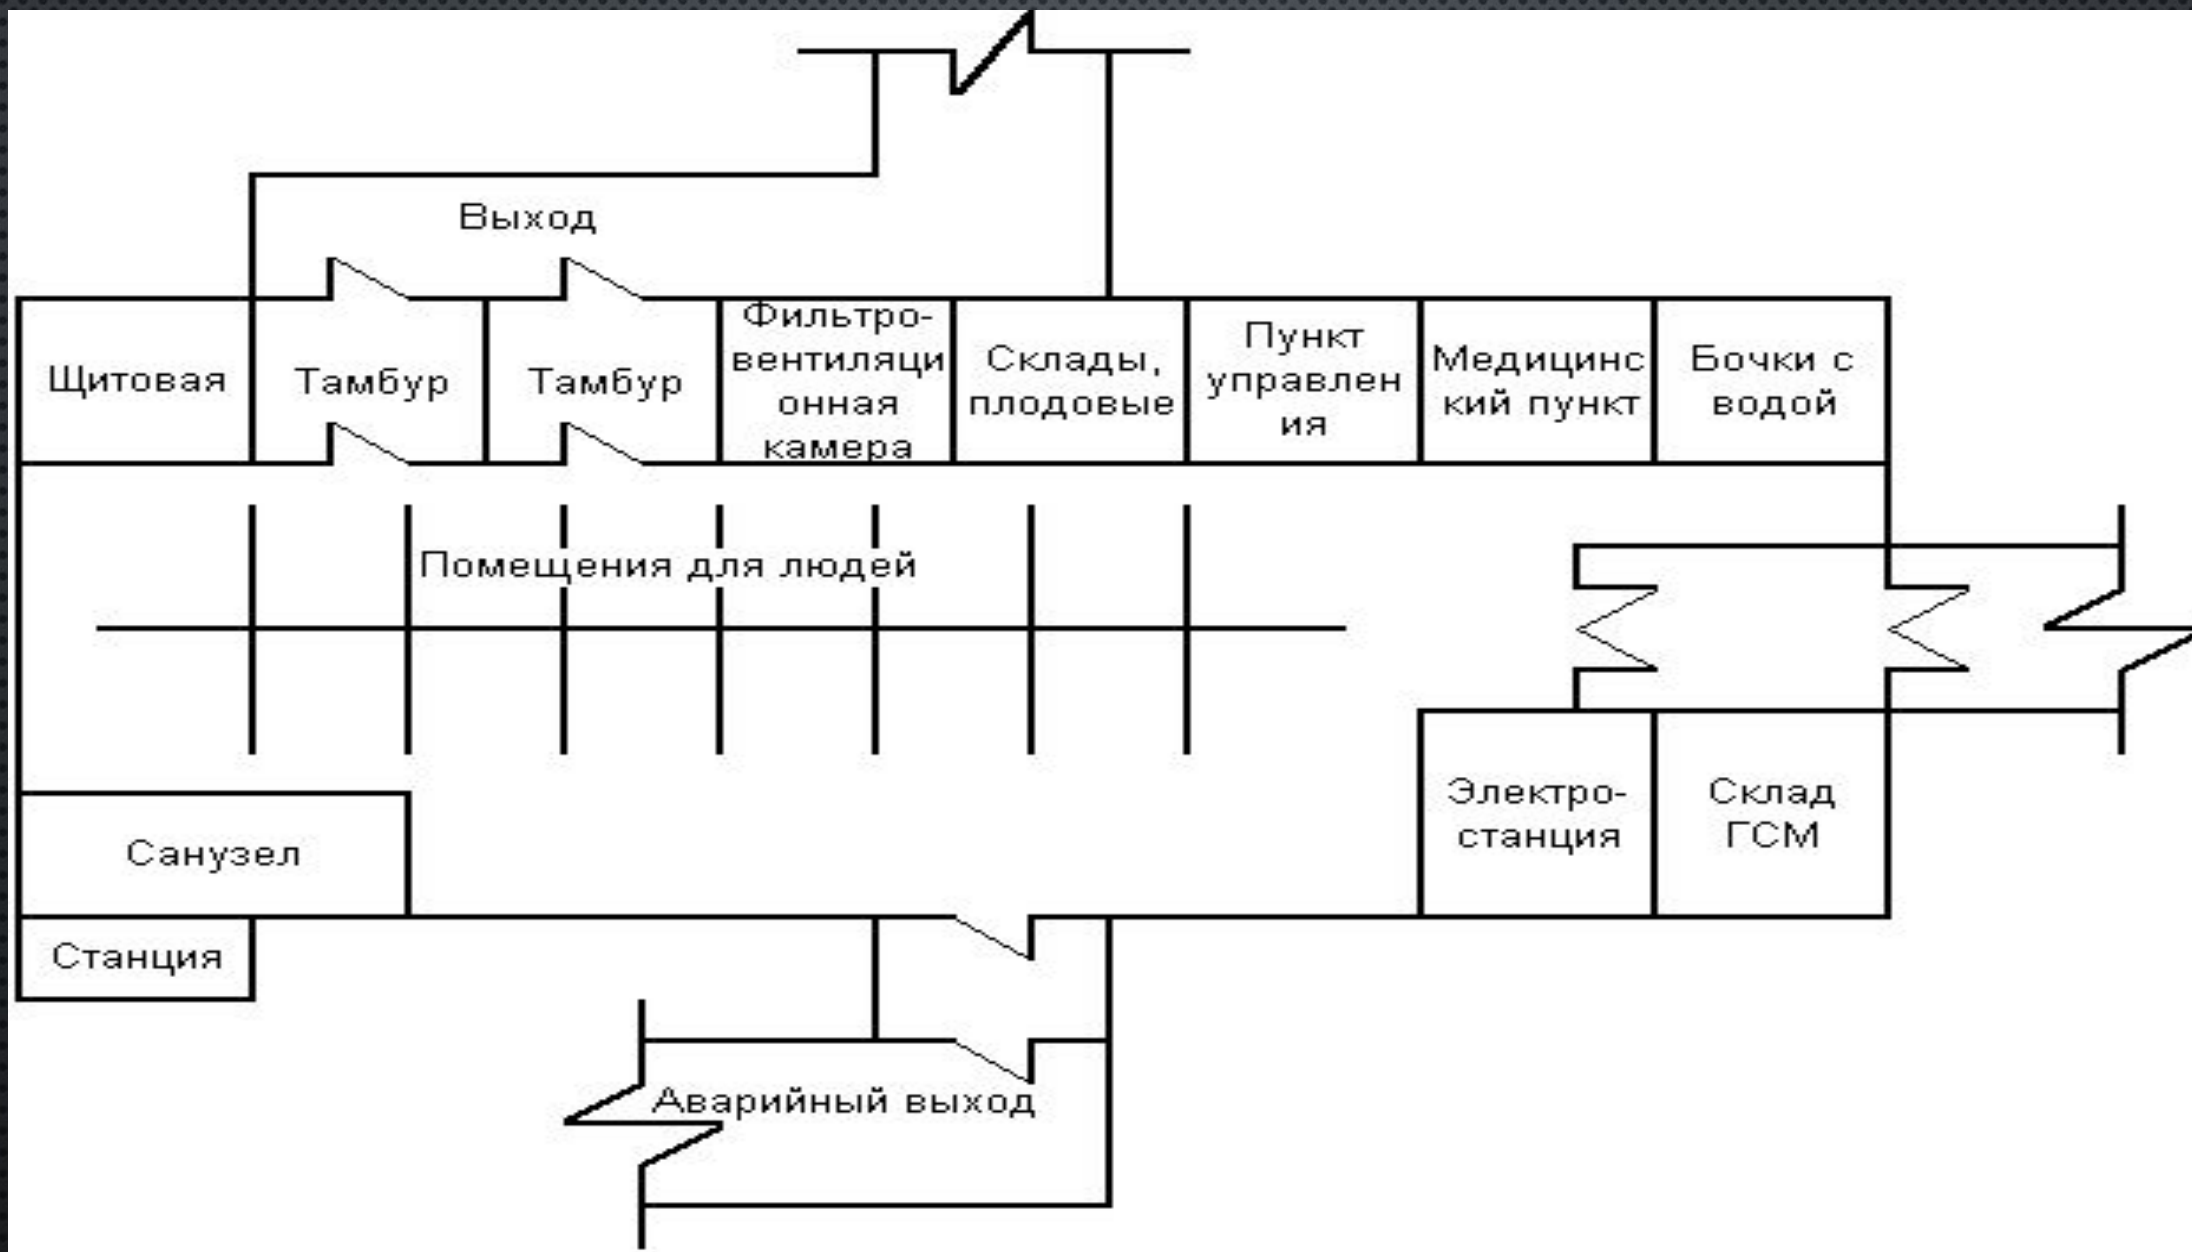 Выход
Щитовая
Тамбур
Тамбур
Фильтро-
вентиляци
онная
камера
Склады,
плодовые
Пункт
управлен
ия
Медицинс
кий пункт
Бочки с
водой
Помещения для людей
Электро-
станция
Склад
ГСМ
Санузел
Станция
Аварийный выход